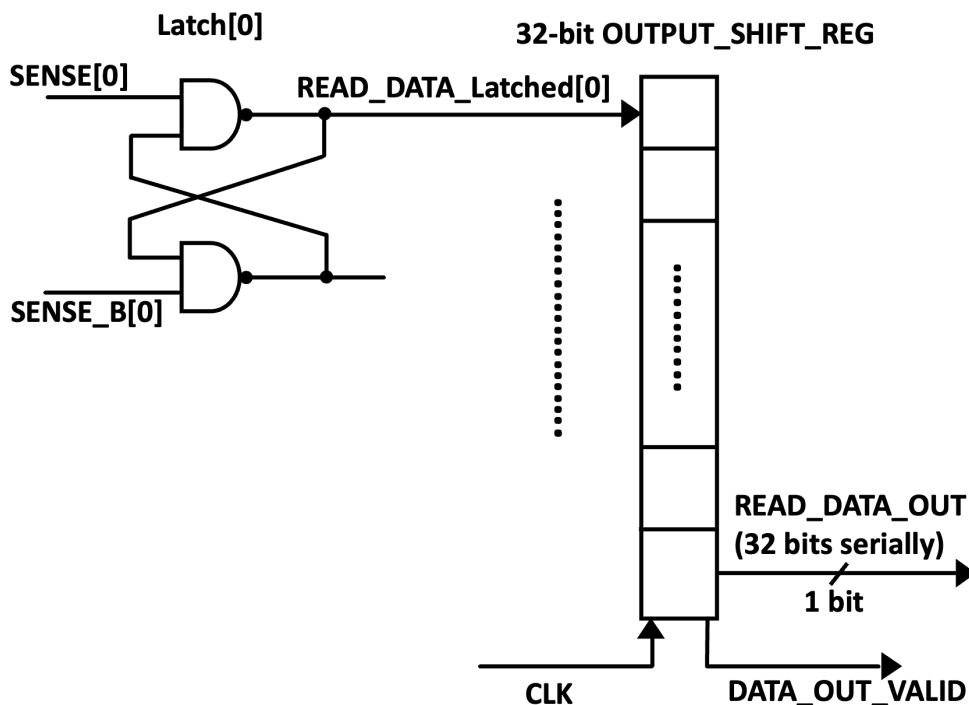 Latch[0]
32-bit OUTPUT_SHIFT_REG
SENSE[0]
READ_DATA_Latched[0]
SENSE_B[0]
READ_DATA_OUT
(32 bits serially)
1 bit
CLK
DATA_OUT_VALID